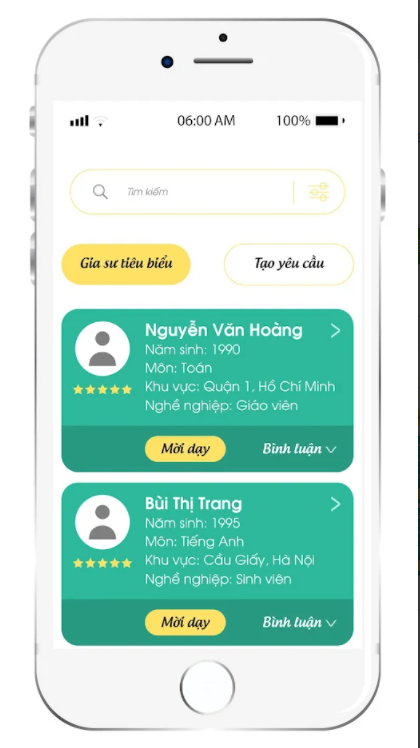 06:00 AM 100%
Tìm kiếm
Gia sư tiêu biểu Tạo yêu cầu
Nguyễn Văn Hoàng
Năm sinh: 1990
Môn: Toán
Khu vực: Quận 1, Hồ Chí Minh
Nghề nghiệp: Giáo viên
Mời dạy Bình luận
Bùi Thị Trang
Năm sinh: 1995
Môn: Tiếng Anh
Khu vực: Cầu Giấy, Hà Nội
Nghề nghiệp: Sinh viên
Mời dạy Bình luận